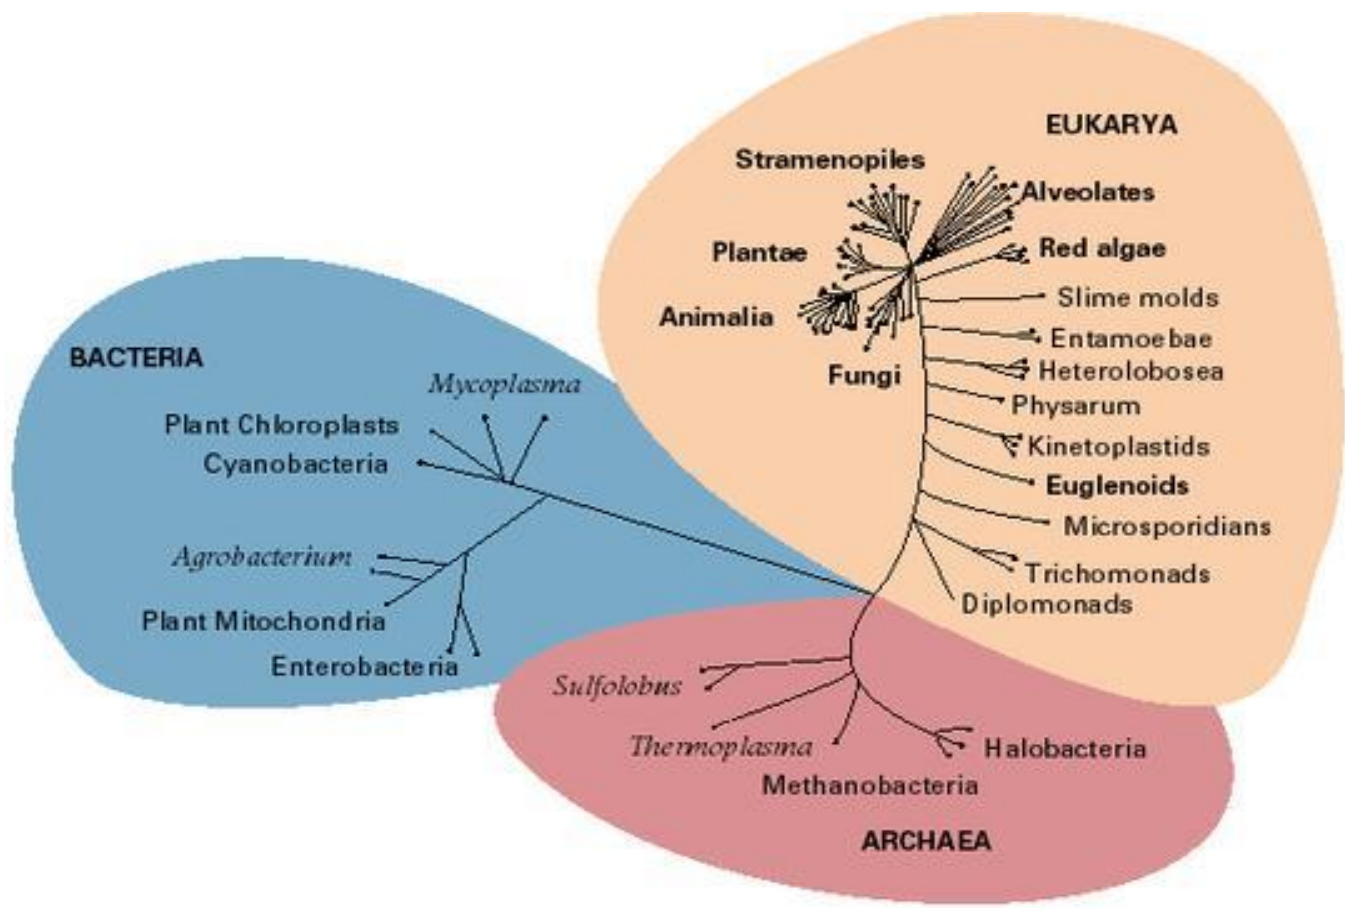 EUKARYA
Stramenopiles
Alveolates
Plantae
Red algae
Slime molds
Animalia
Entamoebae
Heterolobosea
Fungi
Physarum
Kinetoplastids
Euglenoids
Microsporidians
Trichomonads
Diplomonads
BACTERIA
Mycoplasma
Plant Chloroplasts
Cyanobacteria
Agrobacterium
Plant Mitochondria
Enterobacteria
Sulfolobus
Thermoplasma
Halobacteria
Methanobacteria
ARCHAEA